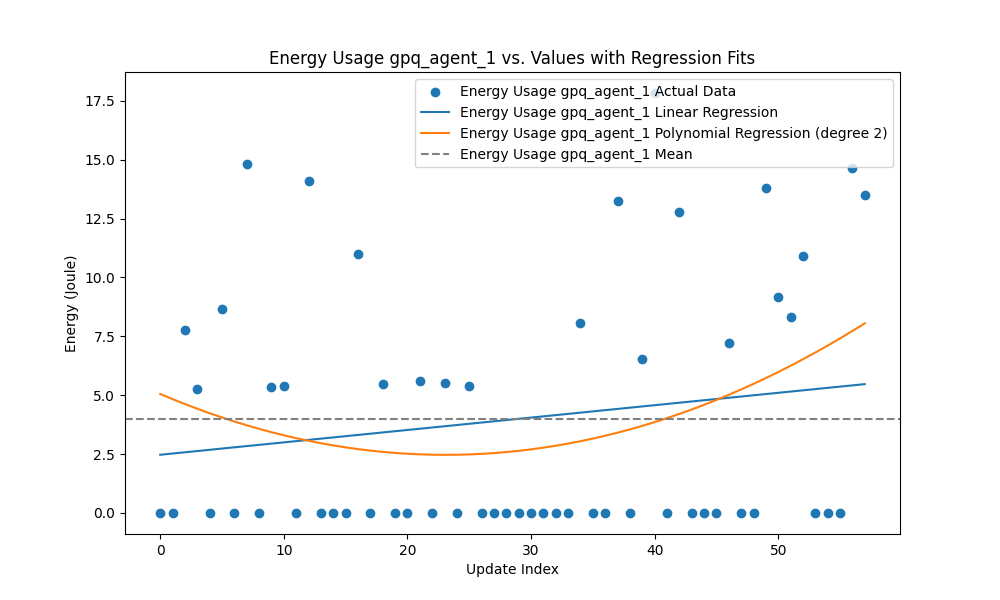 Energy Usage gpq_agent_1 vs. Values with Regression Fits
Energy Usage gpq_agent_1 Actual Data
Energy Usage gpq_agent_1 Linear Regression
Energy Usage gpq_agent_1 Polynomial Regression (degree 2)
Energy Usage gpq_agent_1 Mean
Energy (Joule)
17.5
15.0
12.5
10.0
7.5
5.0
2.5
0.0
0 10 20 30 40 50
Update Index